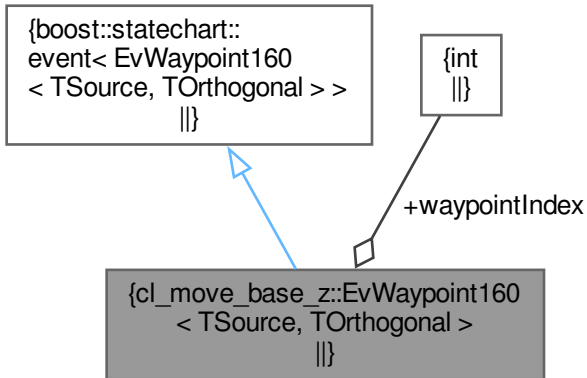 {boost::statechart::
event< EvWaypoint160
< TSource, TOrthogonal > >
||}
{int
||}
+waypointIndex
{cl_move_base_z::EvWaypoint160
< TSource, TOrthogonal >
||}